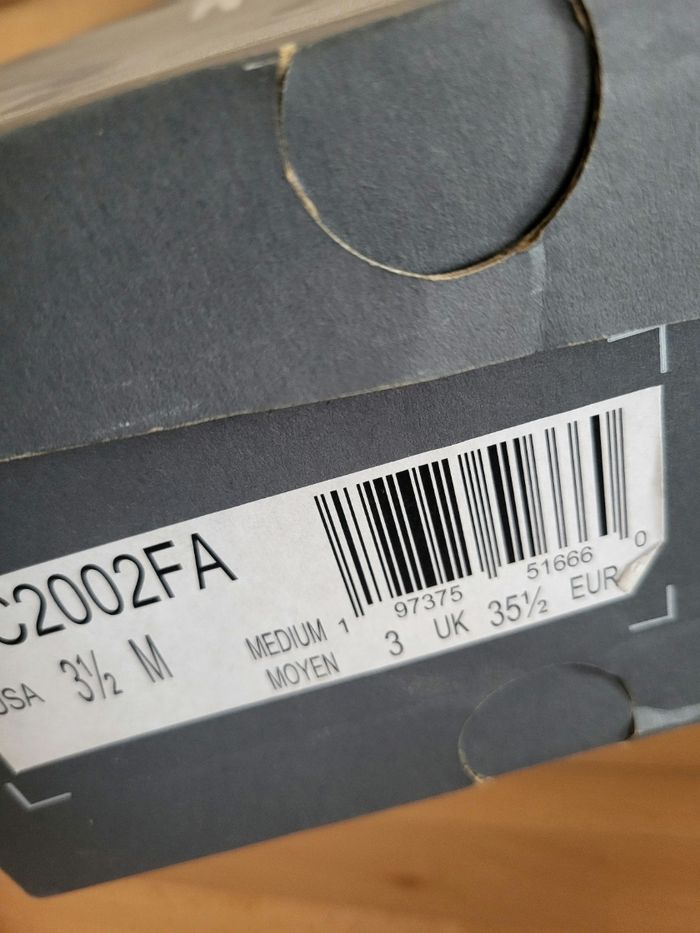 C2002FA
USA 3½ M
MEDIUM
MOYEN
1 97375 51666 0
3 UK 35½ EUR